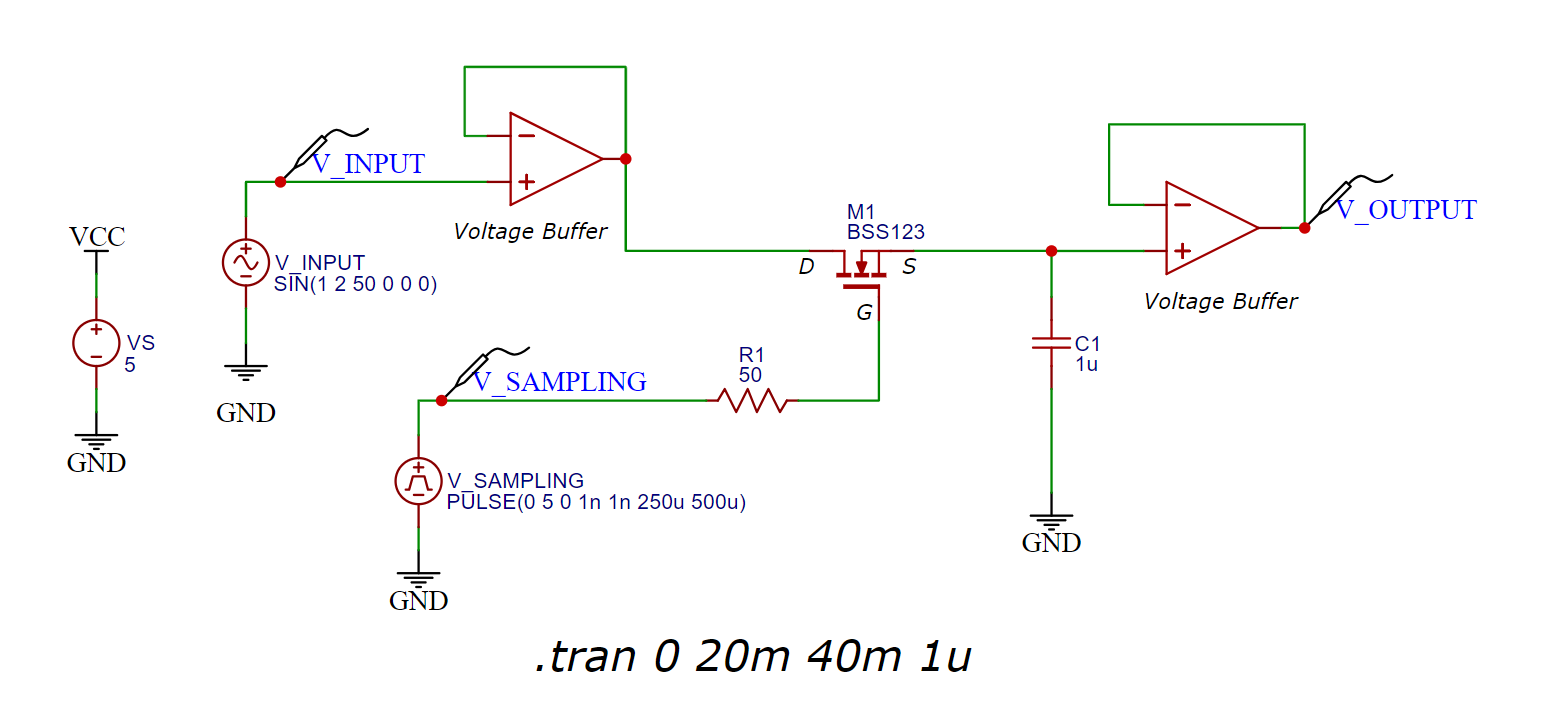 V_INPUT
Voltage Buffer
VCC
VS
5
GND
V_INPUT
SIN(1 2 50 0 0 0)
GND
M1
BSS123
D
S
G
V_OUTPUT
Voltage Buffer
R1
50
V_SAMPLING
C1
1u
GND
V_SAMPLING
PULSE(0 5 0 1n 1n 250u 500u)
GND
.tran 0 20m 40m 1u